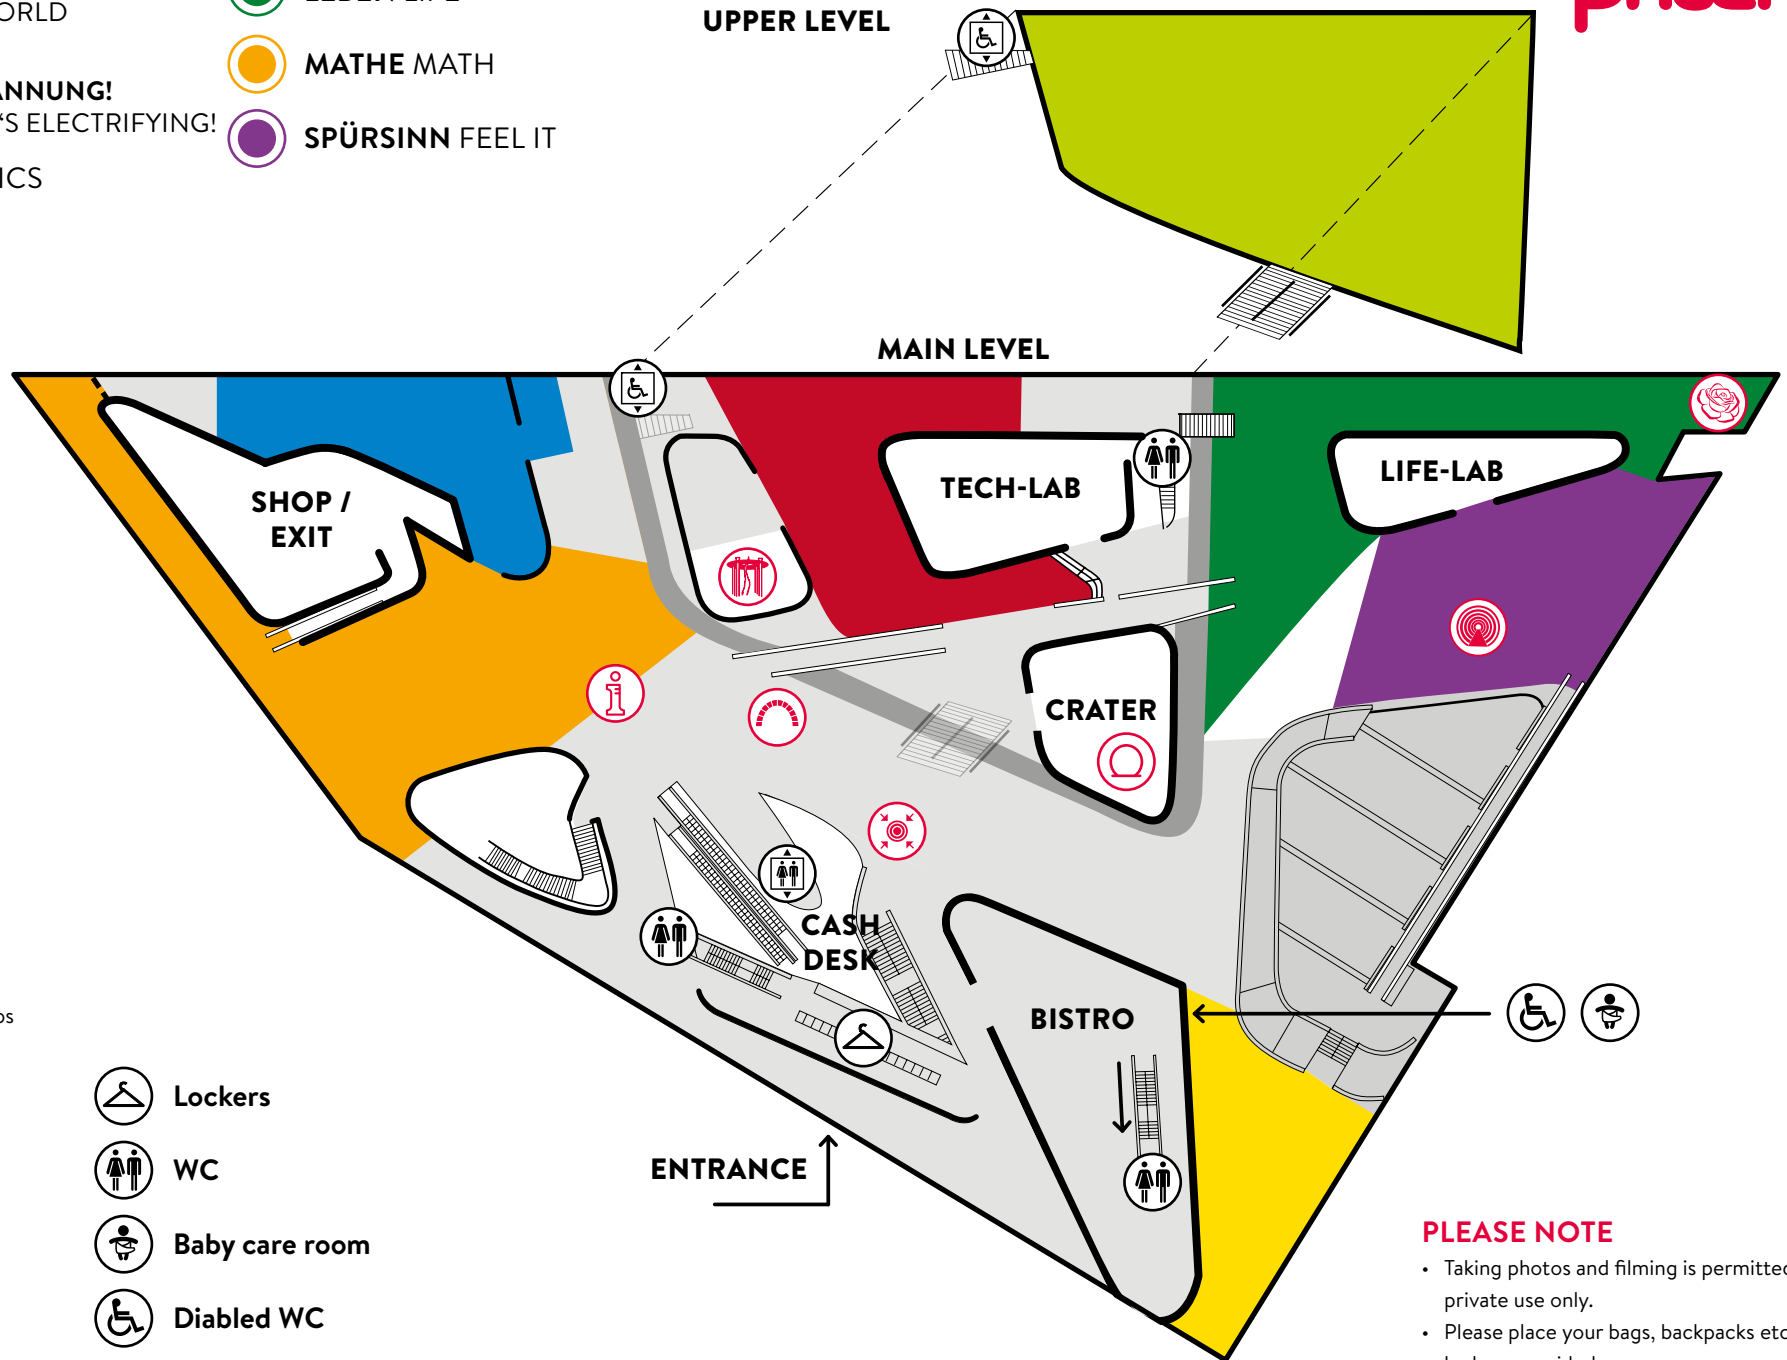 ORLD
ANNUNG!
'S ELECTRIFYING!
ICS
MATHE MATH
SPÜRSINN FEEL IT
UPPER LEVEL
MAIN LEVEL
SHOP /
EXIT
TECH-LAB
LIFE-LAB
CRATER
CASH
DESK
BISTRO
ENTRANCE
os
Lockers
WC
Baby care room
Diabled WC
PLEASE NOTE
• Taking photos and filming is permitted
private use only.
• Please place your bags, backpacks etc